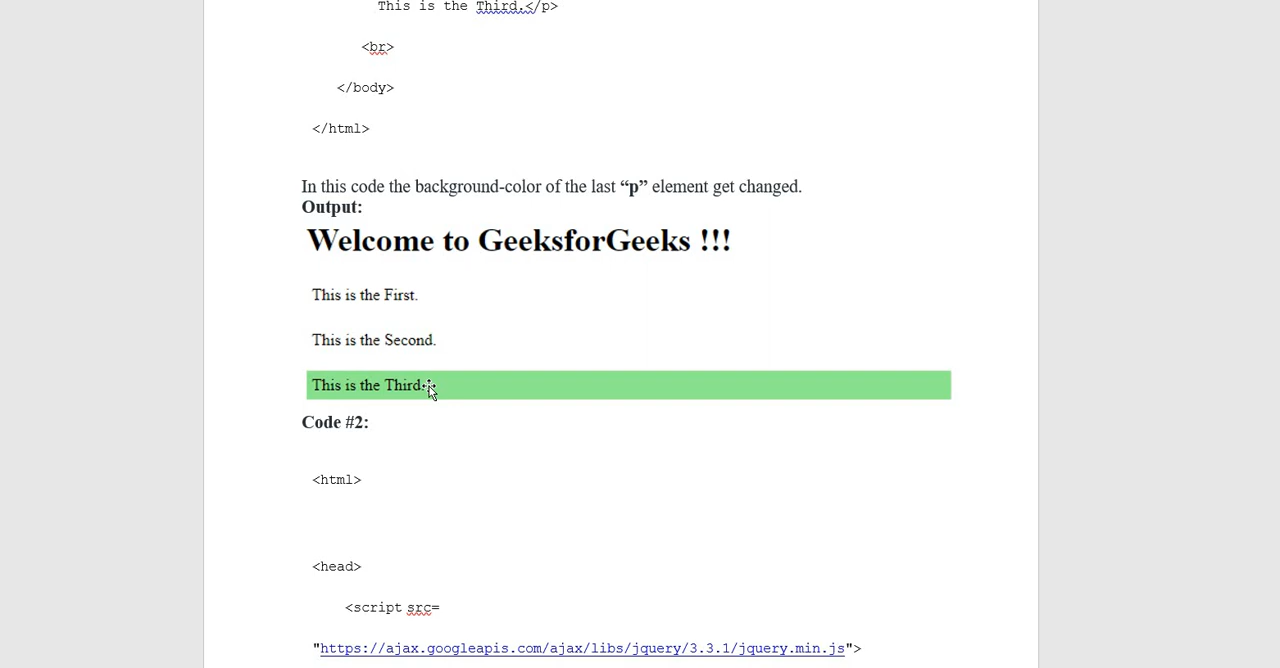 This is the Third.</p>
<br>
</body>
</html>
In this code the background-color of the last “p” element get changed.
Output:
Welcome to GeeksforGeeks !!!
This is the First.
This is the Second.
This is the Third.
Code #2:
<html>
<head>
<script src=
"https://ajax.googleapis.com/ajax/libs/jquery/3.3.1/jquery.min.js">